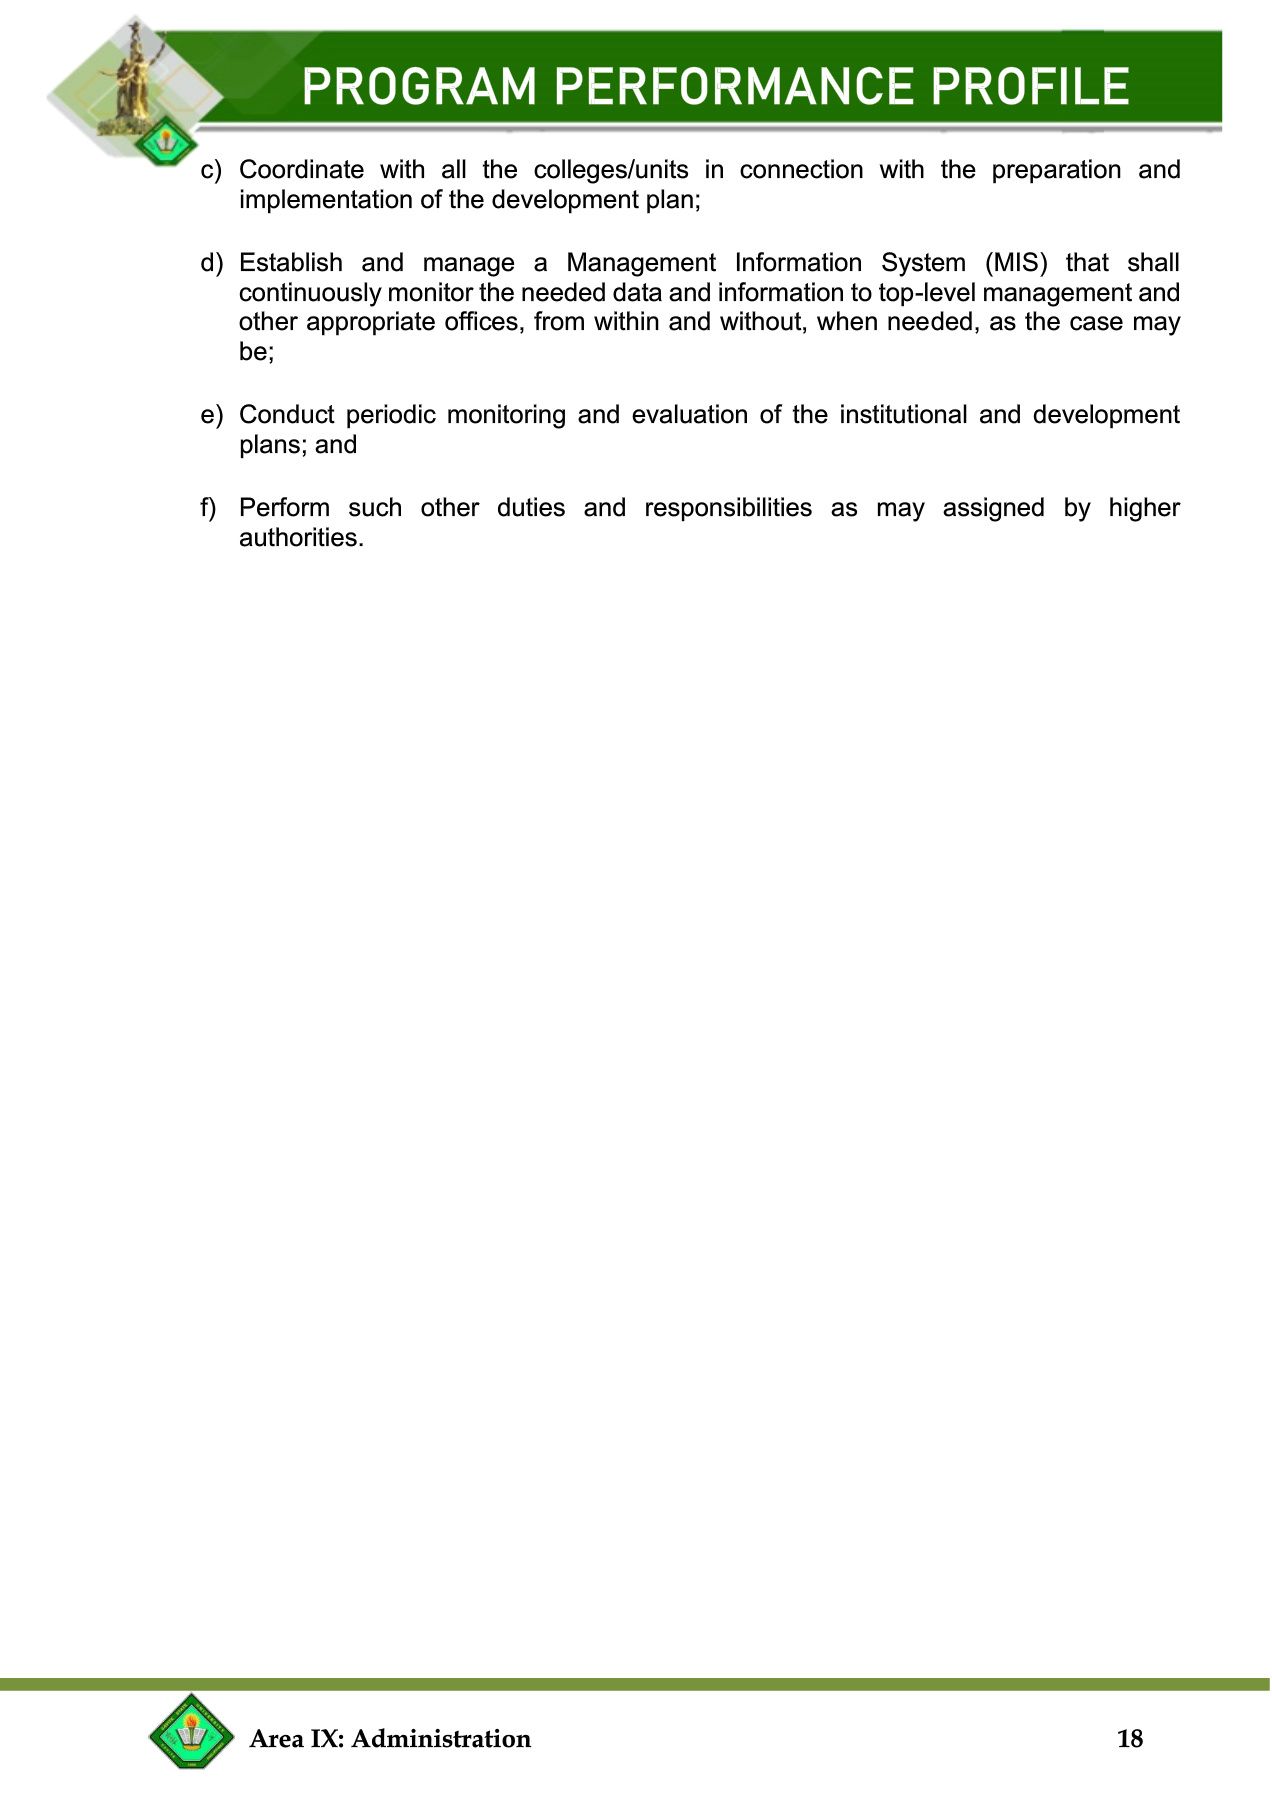 PROGRAM PERFORMANCE PROFILE
c) Coordinate with all the colleges/units in connection with the preparation and
implementation of the development plan;
d) Establish and manage a Management Information System (MIS) that shall
continuously monitor the needed data and information to top-level management and
other appropriate offices, from within and without, when needed, as the case may
be;
e) Conduct periodic monitoring and evaluation of the institutional and development
plans; and
f) Perform such other duties and responsibilities as may assigned by higher
authorities.
Area IX: Administration 18